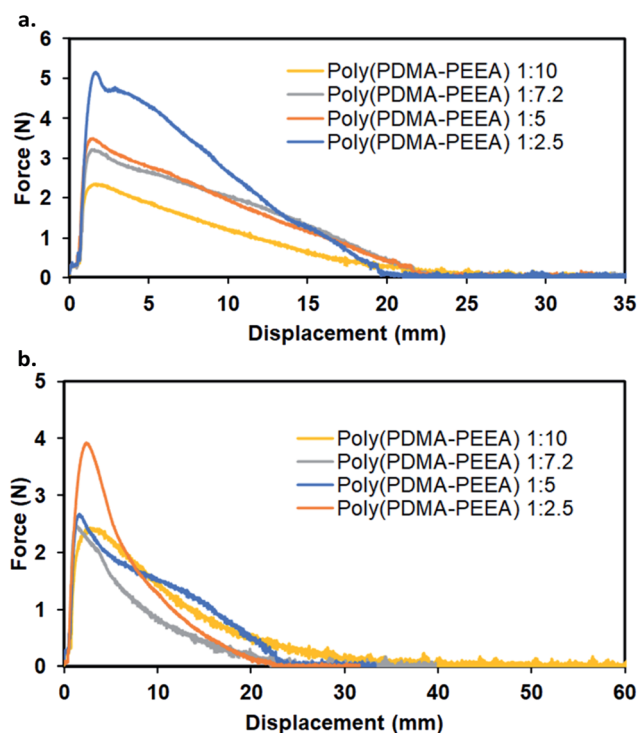 a.
6
5
4
3
2
1
0
Force (N)
Poly(PDMA-PEEA) 1:10
Poly(PDMA-PEEA) 1:7.2
Poly(PDMA-PEEA) 1:5
Poly(PDMA-PEEA) 1:2.5
0 5 10 15 20 25 30 35
Displacement (mm)
b.
5
4
3
2
1
0
Force (N)
Poly(PDMA-PEEA) 1:10
Poly(PDMA-PEEA) 1:7.2
Poly(PDMA-PEEA) 1:5
Poly(PDMA-PEEA) 1:2.5
0 10 20 30 40 50 60
Displacement (mm)